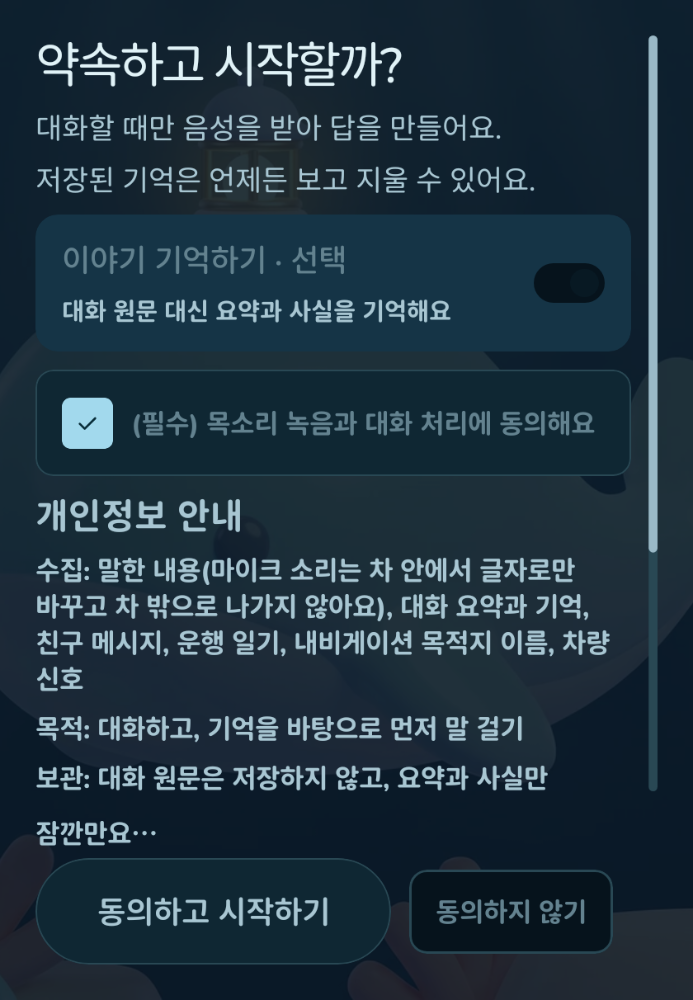 약속하고 시작할까?
대화할 때만 음성을 받아 답을 만들어요.
저장된 기억은 언제든 보고 지울 수 있어요.
이야기 기억하기 · 선택
대화 원문 대신 요약과 사실을 기억해요
(필수) 목소리 녹음과 대화 처리에 동의해요
개인정보 안내
수집: 말한 내용(마이크 소리는 차 안에서 글자로만
바꾸고 차 밖으로 나가지 않아요), 대화 요약과 기억,
친구 메시지, 운행 일기, 내비게이션 목적지 이름, 차량
신호
목적: 대화하고, 기억을 바탕으로 먼저 말 걸기
보관: 대화 원문은 저장하지 않고, 요약과 사실만
잠깐만요…
동의하고 시작하기
동의하지 않기